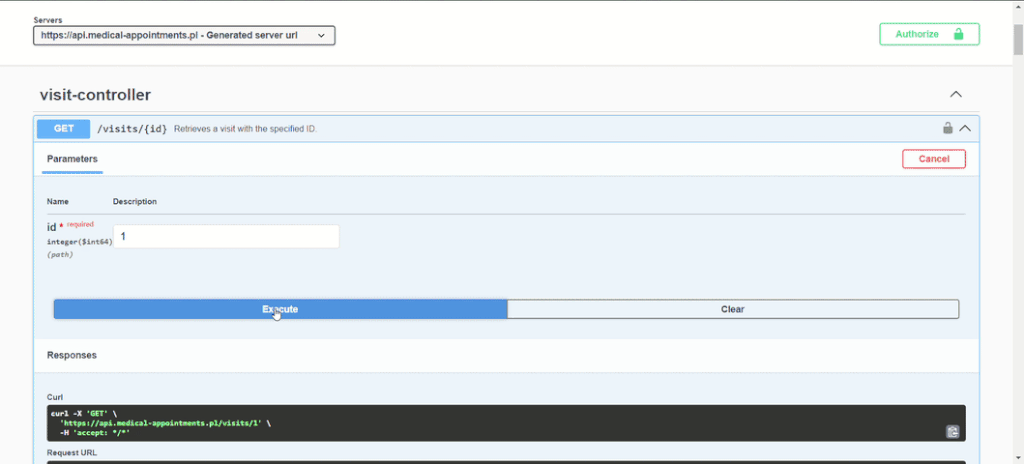 Servers
https://api.medical-appointments.pl - Generated server url
Authorize
visit-controller
GET /visits/{id} Retrieves a visit with the specified ID.
Parameters
Cancel
Name Description
id * required
1
integer($int64)
(path)
Execute Clear
Responses
Curl
curl -X 'GET' \
'https://api.medical-appointments.pl/visits/1' \
-H 'accept: */*'
Request URL